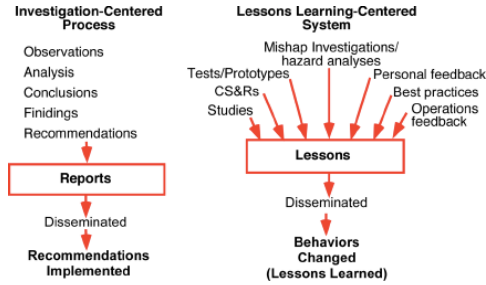 Investigation-Centered
Process
Observations
Analysis
Conclusions
Finidings
Recommendations
Reports
Disseminated
Recommendations
Implemented
Lessons Learning-Centered
System
Mishap Investigations/
hazard analyses
Tests/Prototypes
Personal feedback
CS&Rs
Best practices
Studies
Operations
feedback
Lessons
Disseminated
Behaviors
Changed
(Lessons Learned)